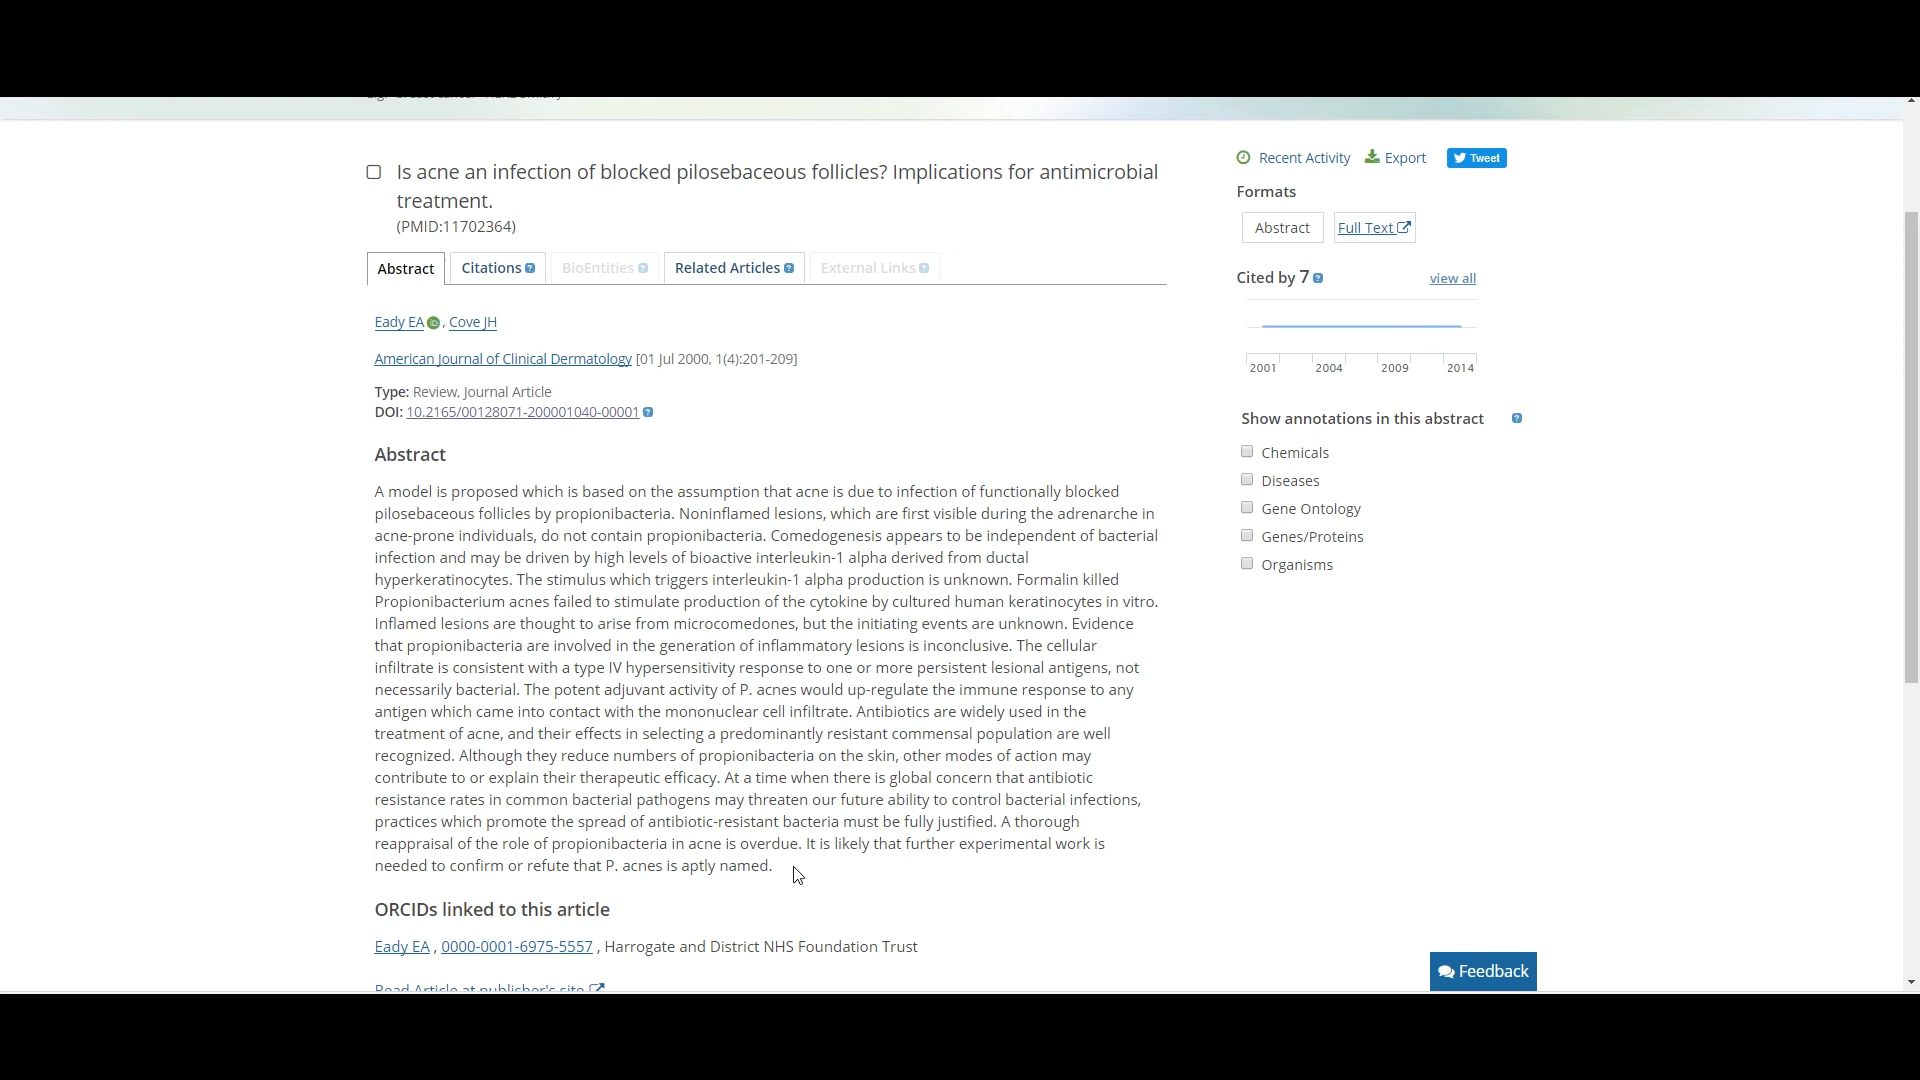 Is acne an infection of blocked pilosebaceous follicles? Implications for antimicrobial
treatment.
(PMID:11702364)
Abstract
Citations ?
BioEntities ?
Related Articles ?
External Links ?
Eady EA iD , Cove JH
American Journal of Clinical Dermatology [01 Jul 2000, 1(4):201-209]
Type: Review, Journal Article
DOI: 10.2165/00128071-200001040-00001 ?
Abstract
A model is proposed which is based on the assumption that acne is due to infection of functionally blocked
pilosebaceous follicles by propionibacteria. Noninflamed lesions, which are first visible during the adrenarche in
acne-prone individuals, do not contain propionibacteria. Comedogenesis appears to be independent of bacterial
infection and may be driven by high levels of bioactive interleukin-1 alpha derived from ductal
hyperkeratinocytes. The stimulus which triggers interleukin-1 alpha production is unknown. Formalin killed
Propionibacterium acnes failed to stimulate production of the cytokine by cultured human keratinocytes in vitro.
Inflamed lesions are thought to arise from microcomedones, but the initiating events are unknown. Evidence
that propionibacteria are involved in the generation of inflammatory lesions is inconclusive. The cellular
infiltrate is consistent with a type IV hypersensitivity response to one or more persistent lesional antigens, not
necessarily bacterial. The potent adjuvant activity of P. acnes would up-regulate the immune response to any
antigen which came into contact with the mononuclear cell infiltrate. Antibiotics are widely used in the
treatment of acne, and their effects in selecting a predominantly resistant commensal population are well
recognized. Although they reduce numbers of propionibacteria on the skin, other modes of action may
contribute to or explain their therapeutic efficacy. At a time when there is global concern that antibiotic
resistance rates in common bacterial pathogens may threaten our future ability to control bacterial infections,
practices which promote the spread of antibiotic-resistant bacteria must be fully justified. A thorough
reappraisal of the role of propionibacteria in acne is overdue. It is likely that further experimental work is
needed to confirm or refute that P. acnes is aptly named.
ORCIDs linked to this article
Eady EA , 0000-0001-6975-5557 , Harrogate and District NHS Foundation Trust
Read Article at publisher's site
Recent Activity
Export
Tweet
Formats
Abstract
Full Text
Cited by 7 ?
view all
2001 2004 2009 2014
Show annotations in this abstract ?
Chemicals
Diseases
Gene Ontology
Genes/Proteins
Organisms
Feedback